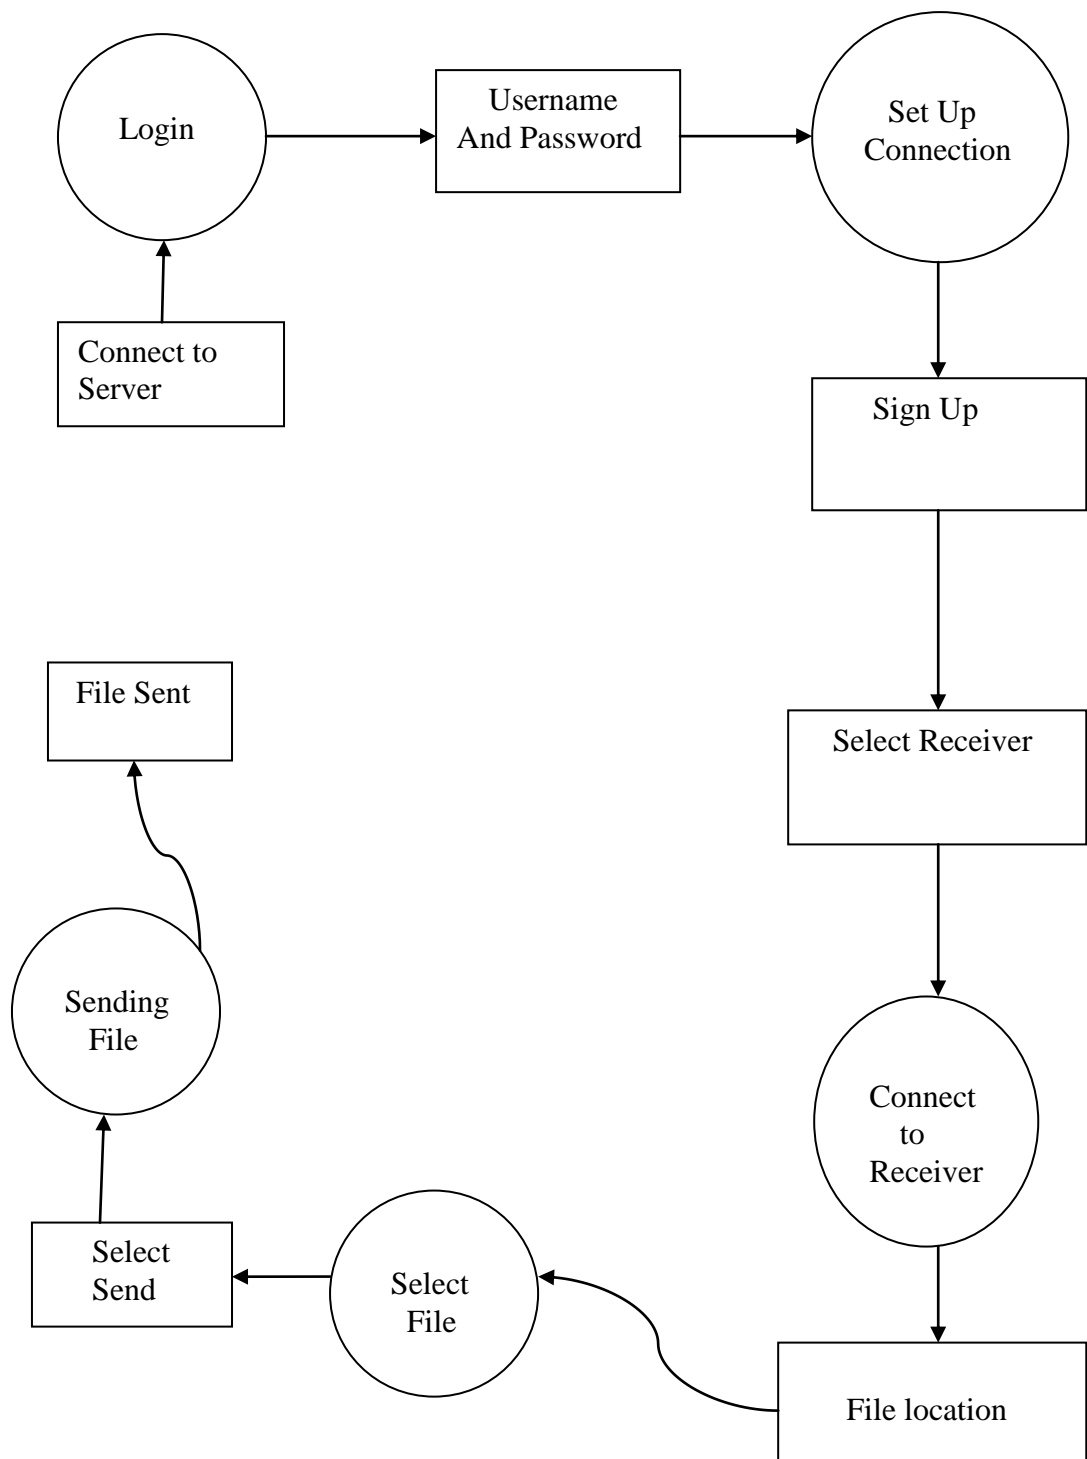 Login
Username
And Password
Set Up
Connection
Connect to
Server
Sign Up
File Sent
Select Receiver
Sending
File
Connect
to
Receiver
Select
Send
Select
File
File location